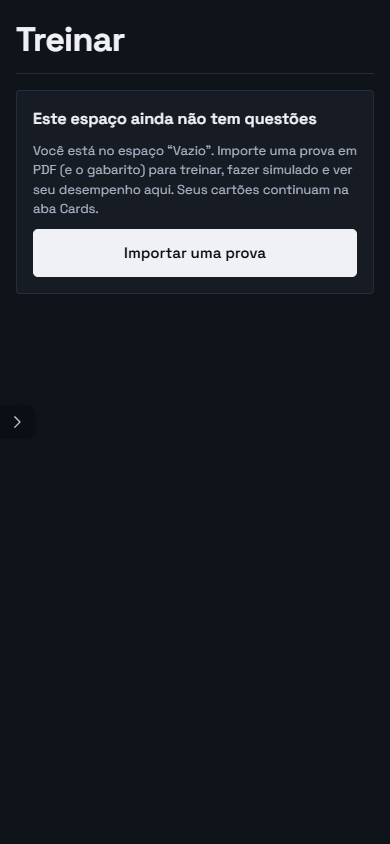 Treinar
Este espaço ainda não tem questões
Você está no espaço “Vazio”. Importe uma prova em
PDF (e o gabarito) para treinar, fazer simulado e ver
seu desempenho aqui. Seus cartões continuam na
aba Cards.
Importar uma prova